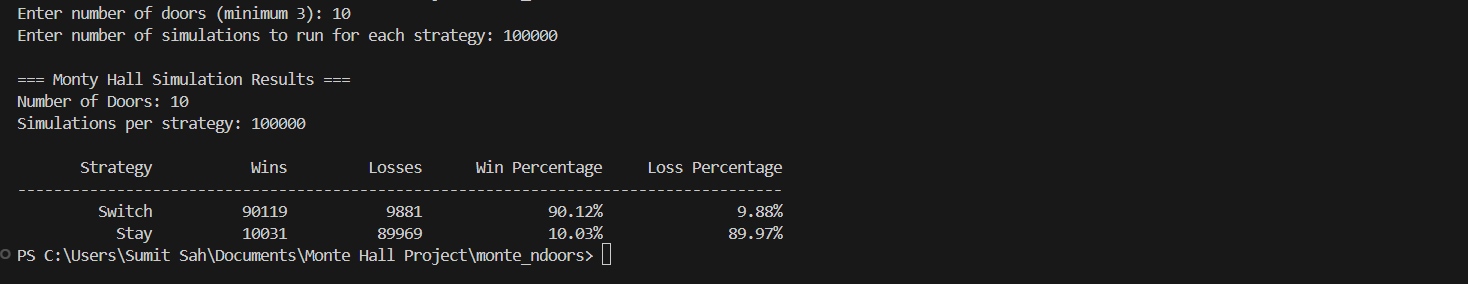 Enter number of doors (minimum 3): 10
Enter number of simulations to run for each strategy: 100000
=== Monty Hall Simulation Results ===
Number of Doors: 10
Simulations per strategy: 100000
Strategy Wins Losses Win Percentage Loss Percentage
-------------------------------------------------------------------------------------
Switch 90119 9881 90.12% 9.88%
Stay 10031 89969 10.03% 89.97%
PS C:\Users\Sumit Sah\Documents\Monte Hall Project\monte_ndoors>